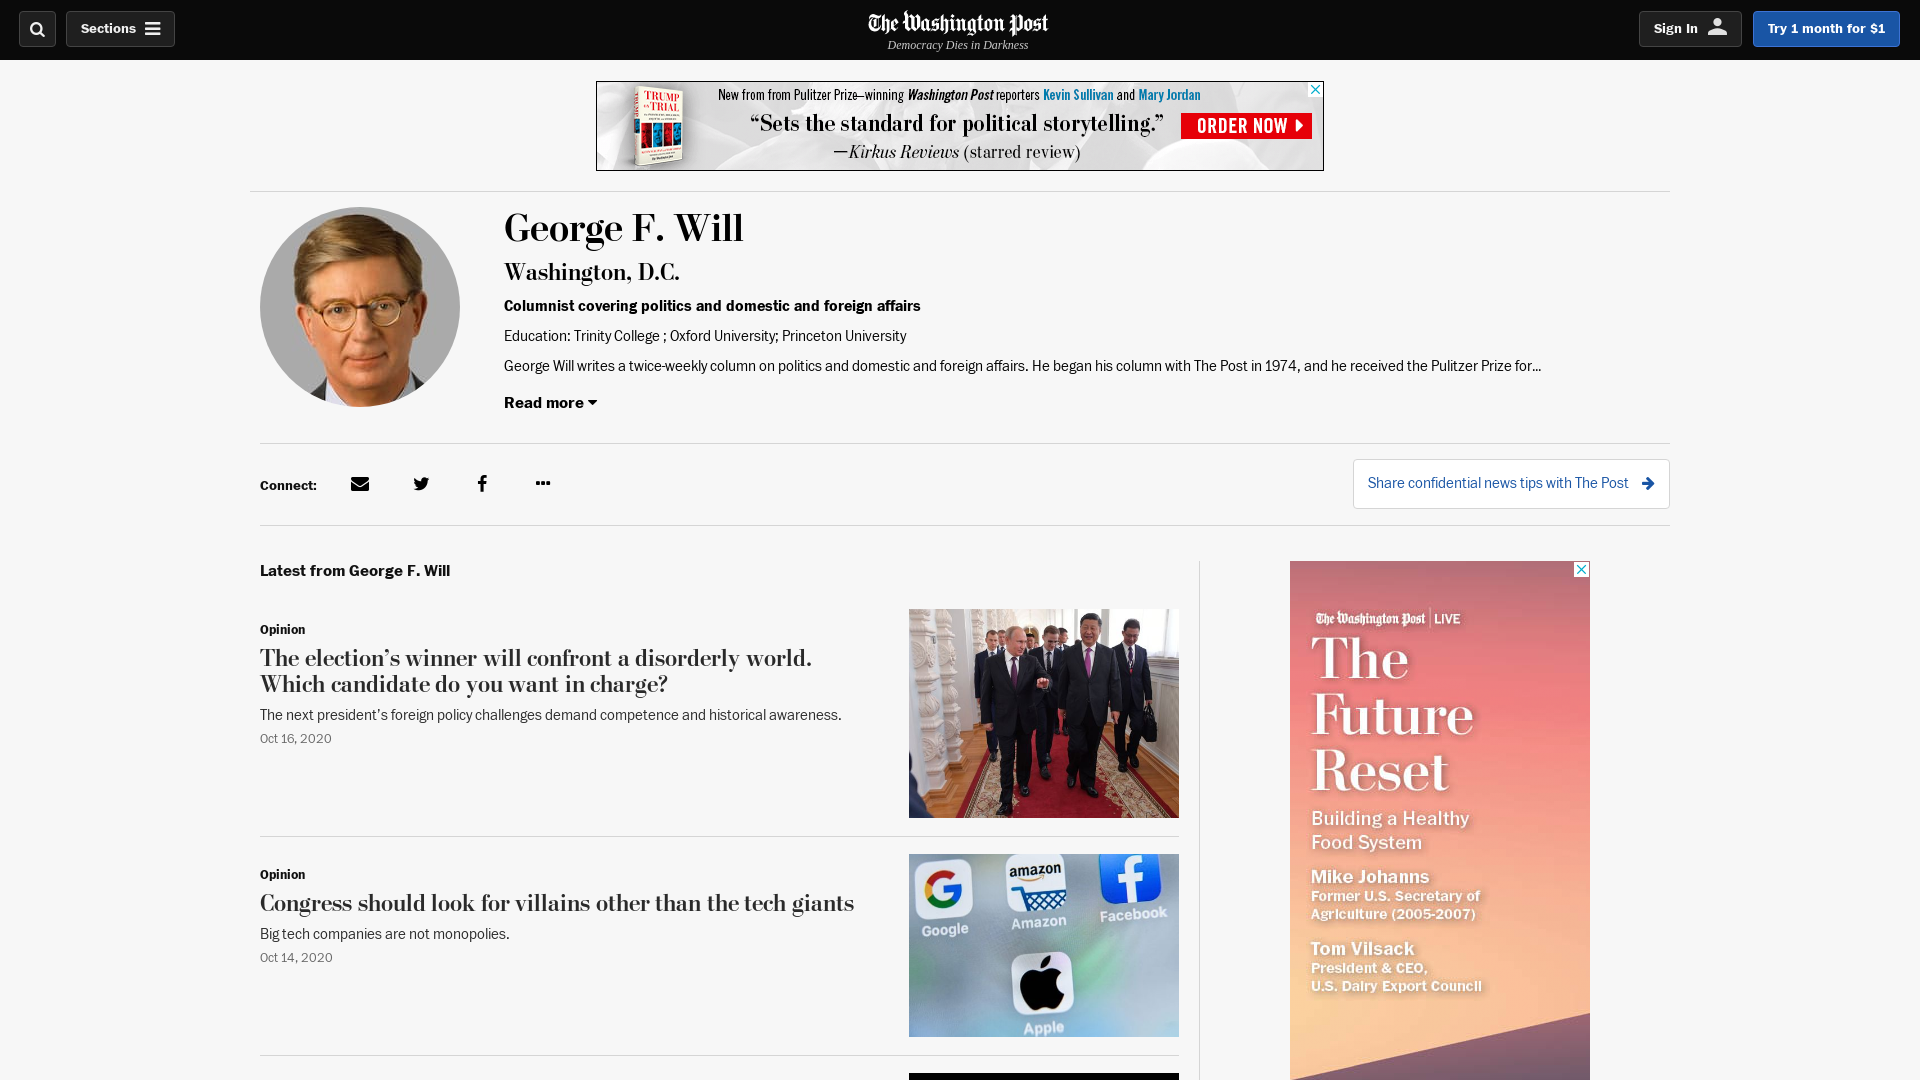 Sections
The Washington Post
Democracy Dies in Darkness
Sign In
Try 1 month for $1
TRUMP
ON TRIAL
New from from Pulitzer Prize–winning Washington Post reporters Kevin Sullivan and Mary Jordan
“Sets the standard for political storytelling.”
—Kirkus Reviews (starred review)
ORDER NOW
George F. Will
Washington, D.C.
Columnist covering politics and domestic and foreign affairs
Education: Trinity College ; Oxford University; Princeton University
George Will writes a twice-weekly column on politics and domestic and foreign affairs. He began his column with The Post in 1974, and he received the Pulitzer Prize for...
Read more
Connect:
Share confidential news tips with The Post
Latest from George F. Will
Opinion
The election’s winner will confront a disorderly world.
Which candidate do you want in charge?
The next president’s foreign policy challenges demand competence and historical awareness.
Oct 16, 2020
Opinion
Congress should look for villains other than the tech giants
Big tech companies are not monopolies.
Oct 14, 2020
amazon
Google
Amazon
Facebook
Apple
The Washington Post LIVE
The
Future
Reset
Building a Healthy
Food System
Mike Johanns
Former U.S. Secretary of
Agriculture (2005-2007)
Tom Vilsack
President & CEO,
U.S. Dairy Export Council